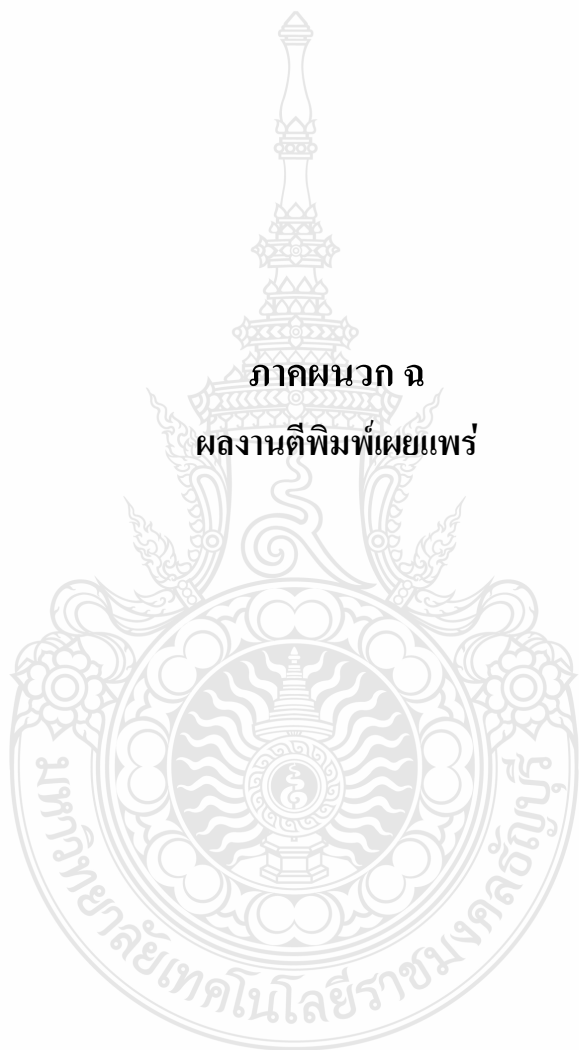 ภาคผนวก ฉ
ผลงานตีพิมพ์เผยแพร่
มหาวิทยาลัยเทคโนโลยีราชมงคลธัญบุรี